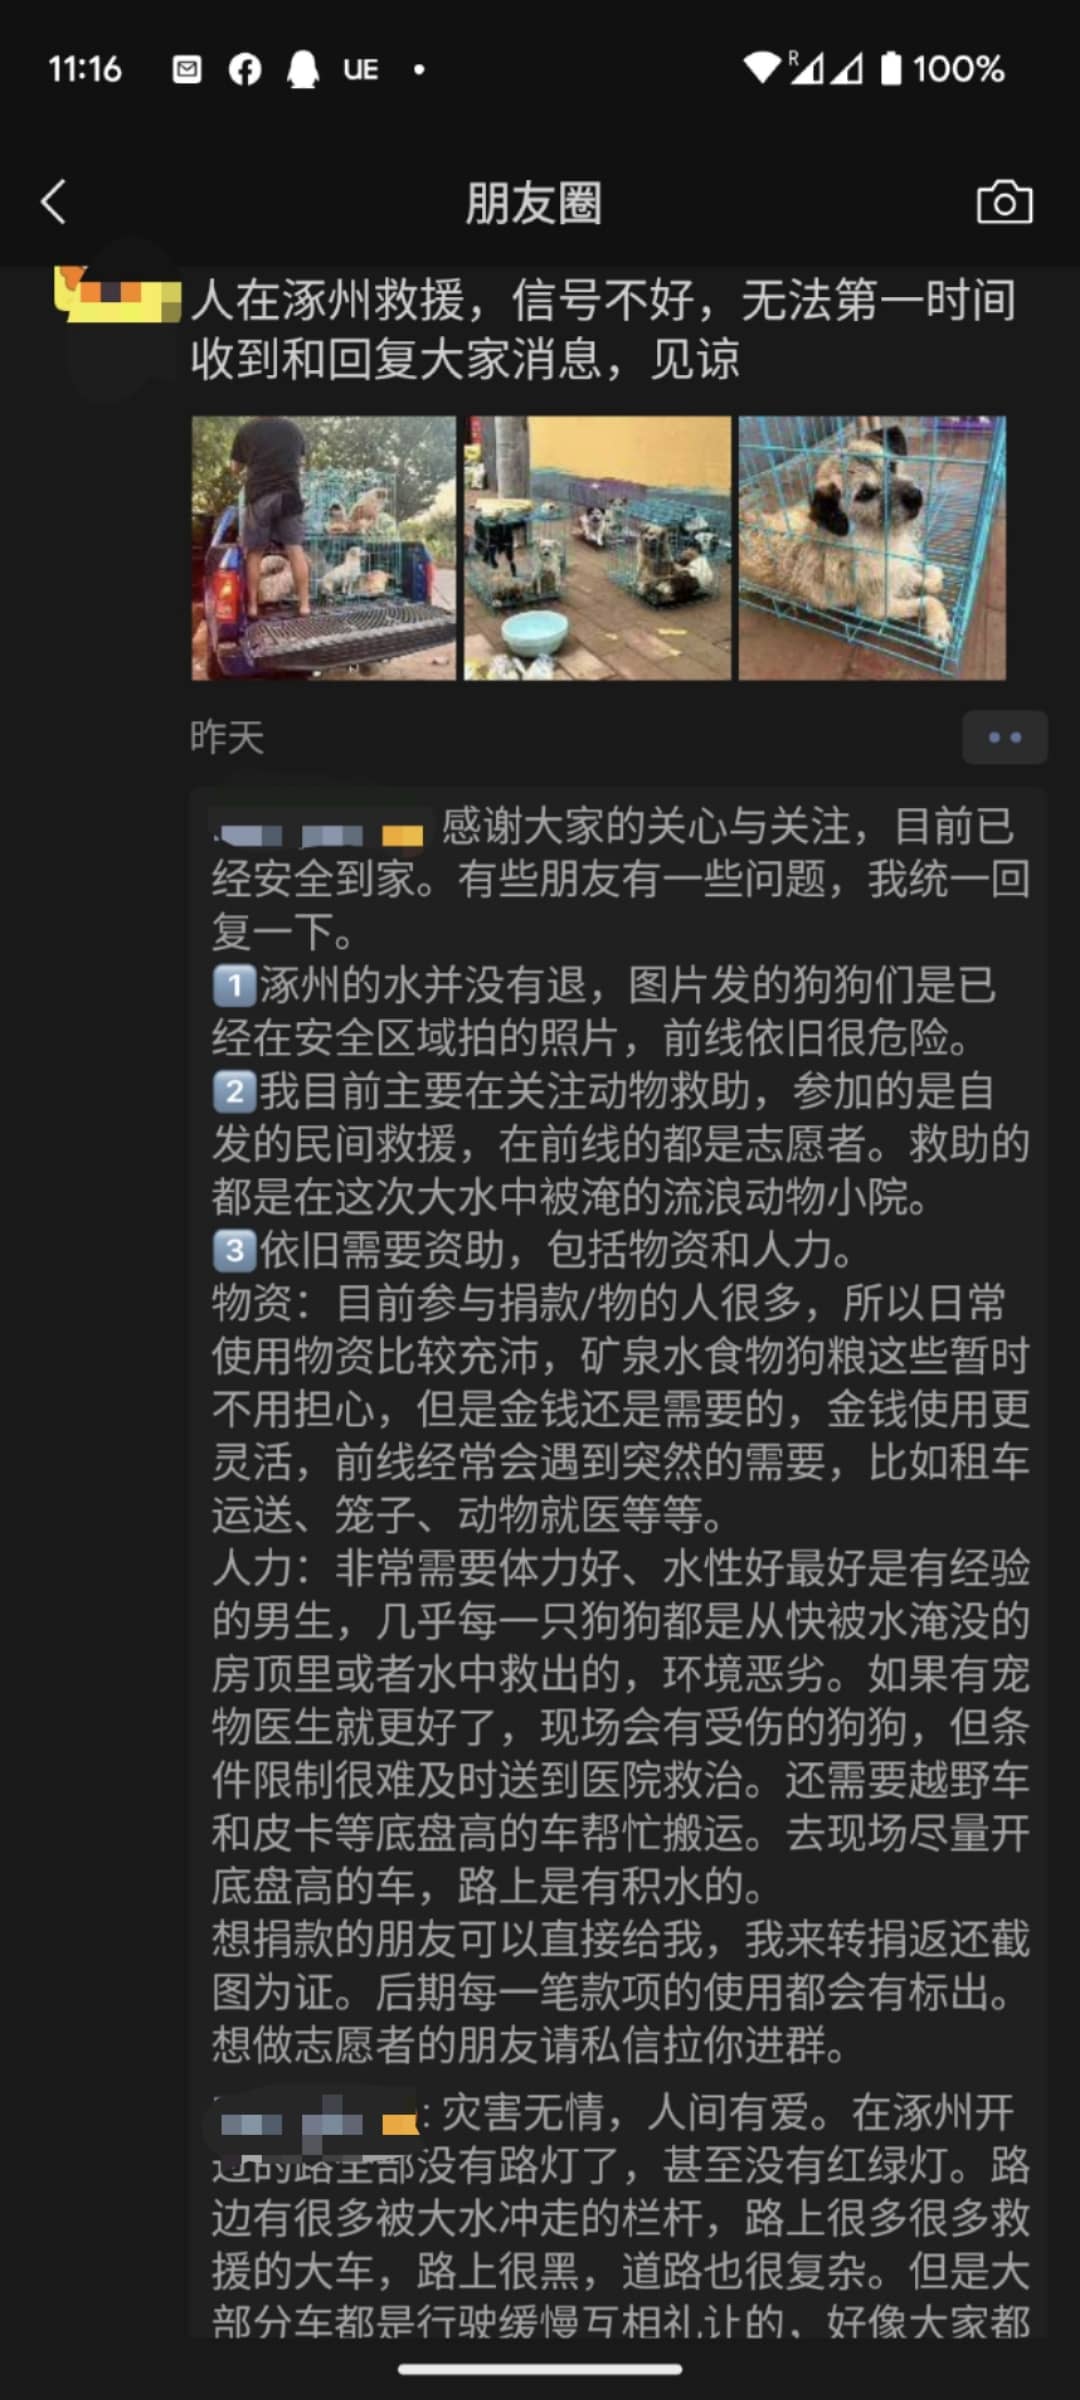 11:16
UE
R
100%
朋友圈
人在涿州救援，信号不好，无法第一时间
收到和回复大家消息，见谅
昨天
感谢大家的关心与关注，目前已
经安全到家。有些朋友有一些问题，我统一回
复一下。
1️⃣涿州的水并没有退，图片发的狗狗们是已
经在安全区域拍的照片，前线依旧很危险。
2️⃣我目前主要在关注动物救助，参加的是自
发的民间救援，在前线的都是志愿者。救助的
都是在这次大水中被淹的流浪动物小院。
3️⃣依旧需要资助，包括物资和人力。
物资：目前参与捐款/物的人很多，所以日常
使用物资比较充沛，矿泉水食物狗粮这些暂时
不用担心，但是金钱还是需要的，金钱使用更
灵活，前线经常会遇到突然的需要，比如租车
运送、笼子、动物就医等等。
人力：非常需要体力好、水性好最好是有经验
的男生，几乎每一只狗狗都是从快被水淹没的
房顶里或者水中救出的，环境恶劣。如果有宠
物医生就更好了，现场会有受伤的狗狗，但条
件限制很难及时送到医院救治。还需要越野车
和皮卡等底盘高的车帮忙搬运。去现场尽量开
底盘高的车，路上是有积水的。
想捐款的朋友可以直接给我，我来转捐返还截
图为证。后期每一笔款项的使用都会有标出。
想做志愿者的朋友请私信拉你进群。
: 灾害无情，人间有爱。在涿州开
过的路全部没有路灯了，甚至没有红绿灯。路
边有很多被大水冲走的栏杆，路上很多很多救
援的大车，路上很黑，道路也很复杂。但是大
部分车都是行驶缓慢互相礼让的，好像大家都